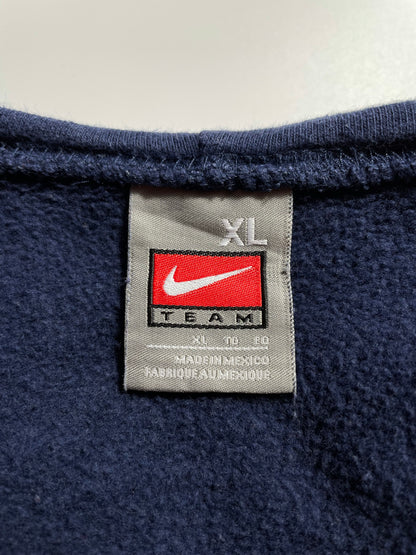 XL
TEAM
XL TG EG
MADE IN MEXICO
FABRIQUE AU MEXIQUE